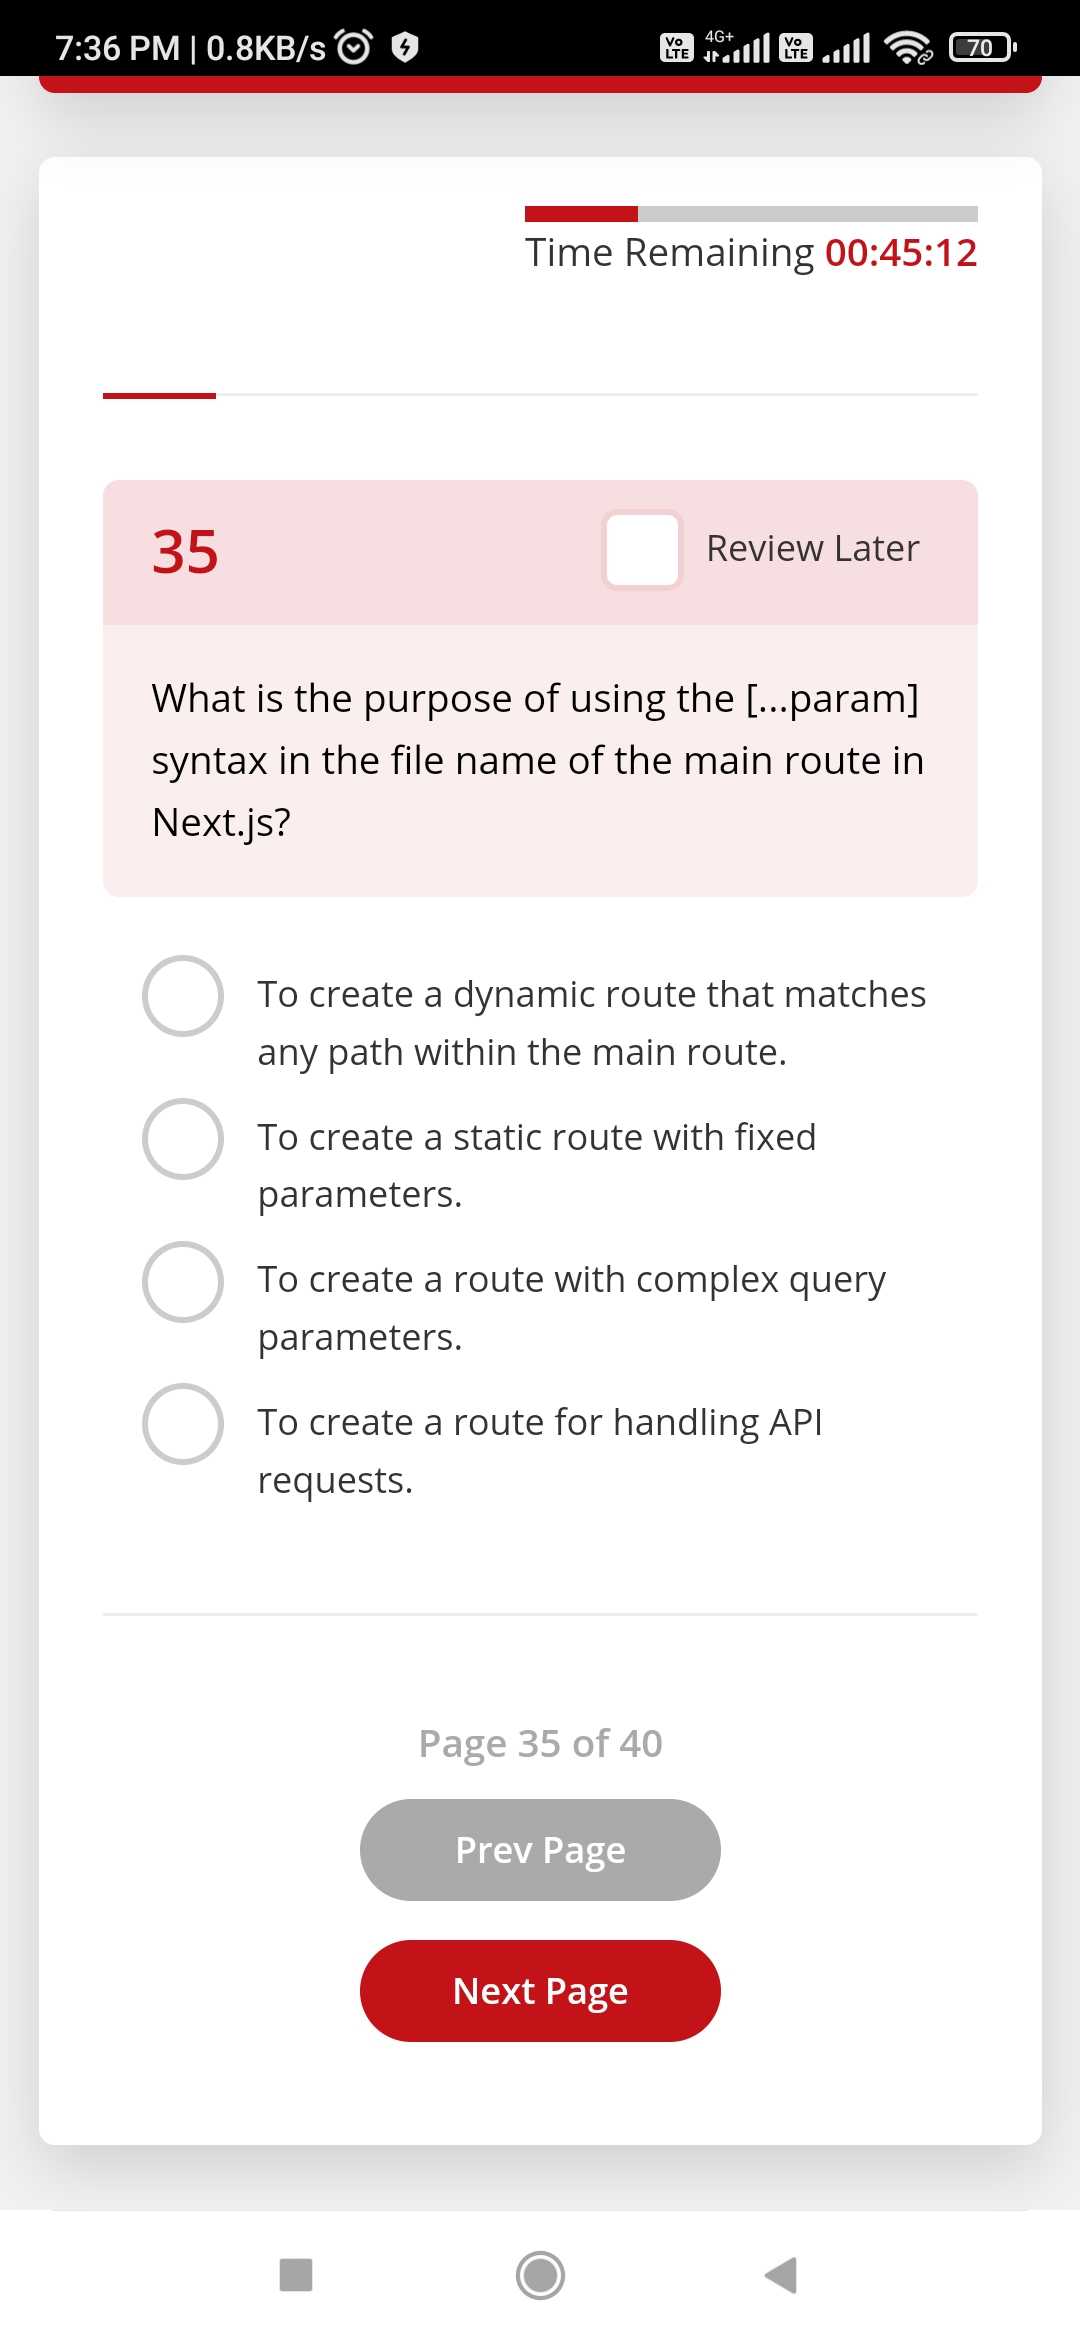 7:36 PM | 0.8KB/s Vo LTE 4G+ Vo LTE 70
Time Remaining 00:45:12
35 Review Later
What is the purpose of using the [...param]
syntax in the file name of the main route in
Next.js?
To create a dynamic route that matches
any path within the main route.
To create a static route with fixed
parameters.
To create a route with complex query
parameters.
To create a route for handling API
requests.
Page 35 of 40
Prev Page
Next Page